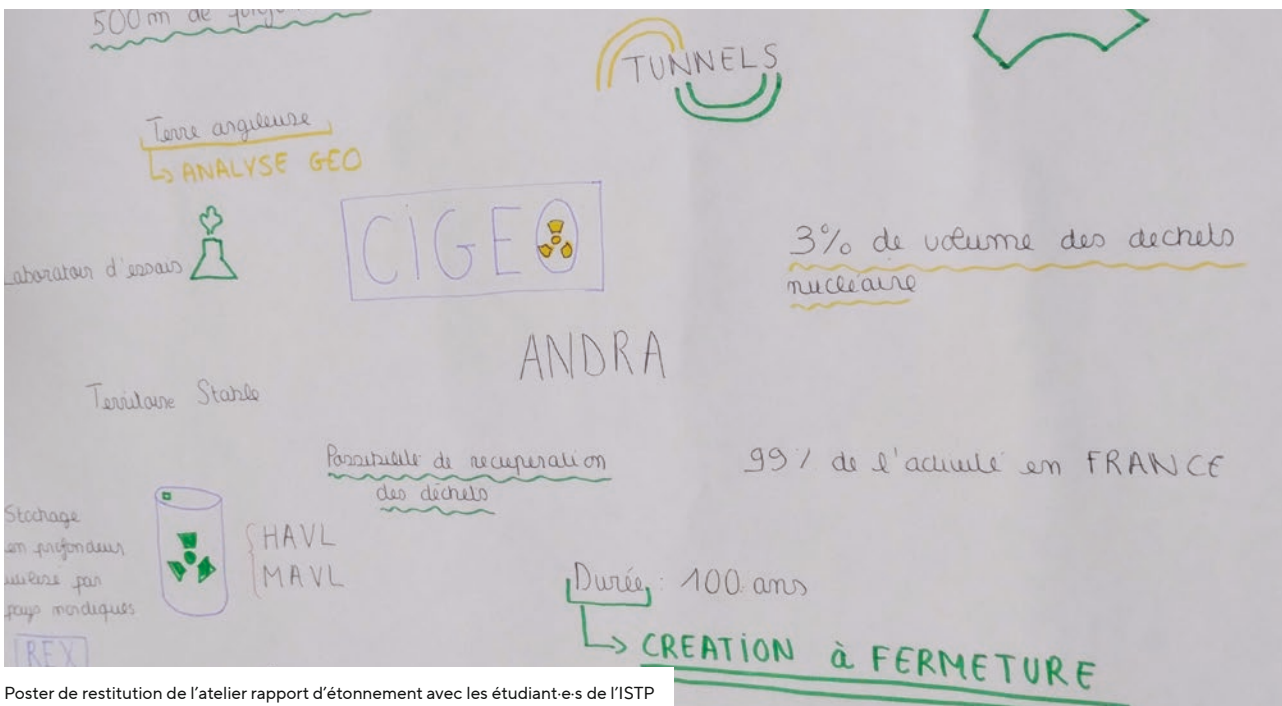 500 m de
TUNNELS
Terre argileuse
↳ ANALYSE GEO
CIGEO
Laboratoir d'essais
3% de volume des dechets
nucléaire
ANDRA
Territoire Stable
Possibilité de recuperation
des déchets
99% de l'activité en FRANCE
Stockage
en profondeur
utilisé par
pays nordiques
HAVL
MAVL
REX
Durée : 100 ans
↳ CREATION à FERMETURE
Poster de restitution de l'atelier rapport d'étonnement avec les étudiant·e·s de l'ISTP